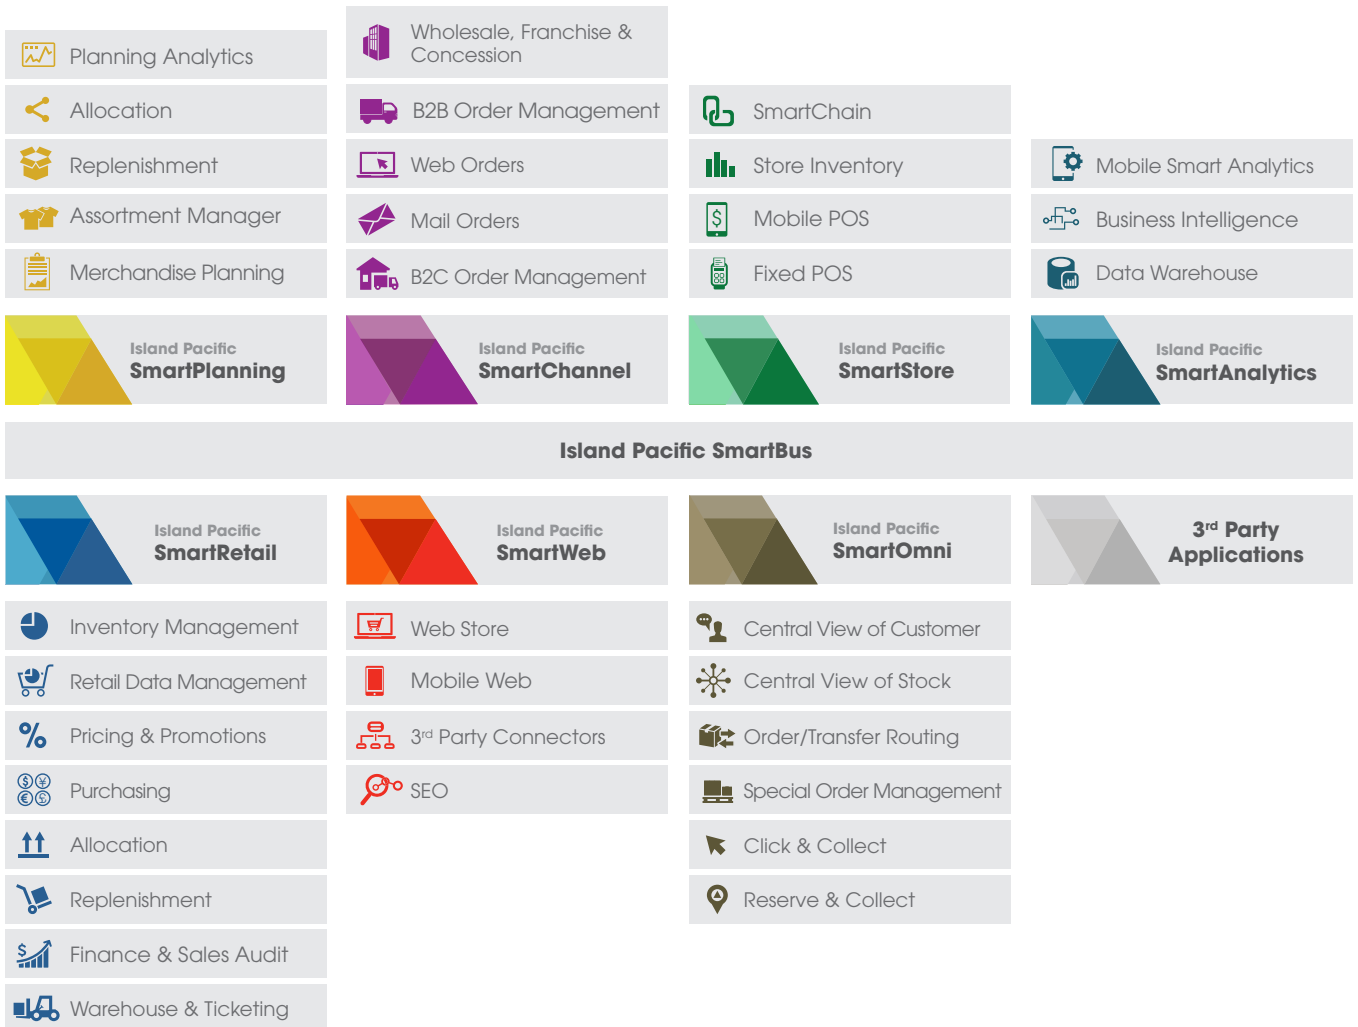 Planning Analytics
Allocation
Replenishment
Assortment Manager
Merchandise Planning
Island Pacific
SmartPlanning
Wholesale, Franchise &
Concession
B2B Order Management
Web Orders
Mail Orders
B2C Order Management
Island Pacific
SmartChannel
SmartChain
Store Inventory
Mobile POS
Fixed POS
Island Pacific
SmartStore
Mobile Smart Analytics
Business Intelligence
Data Warehouse
Island Pacific
SmartAnalytics
Island Pacific SmartBus
Island Pacific
SmartRetail
Inventory Management
Retail Data Management
Pricing & Promotions
Purchasing
Allocation
Replenishment
Finance & Sales Audit
Warehouse & Ticketing
Island Pacific
SmartWeb
Web Store
Mobile Web
3rd Party Connectors
SEO
Island Pacific
SmartOmni
Central View of Customer
Central View of Stock
Order/Transfer Routing
Special Order Management
Click & Collect
Reserve & Collect
3rd Party
Applications